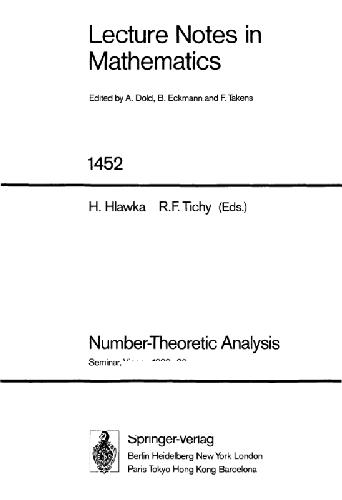 Lecture Notes in
Mathematics
Edited by A. Dold, B. Eckmann and F. Takens
1452
H. Hlawka R.F. Tichy (Eds.)
Number-Theoretic Analysis
Seminar,
Springer-Verlag
Berlin Heidelberg New York London
Paris Tokyo Hong Kong Barcelona